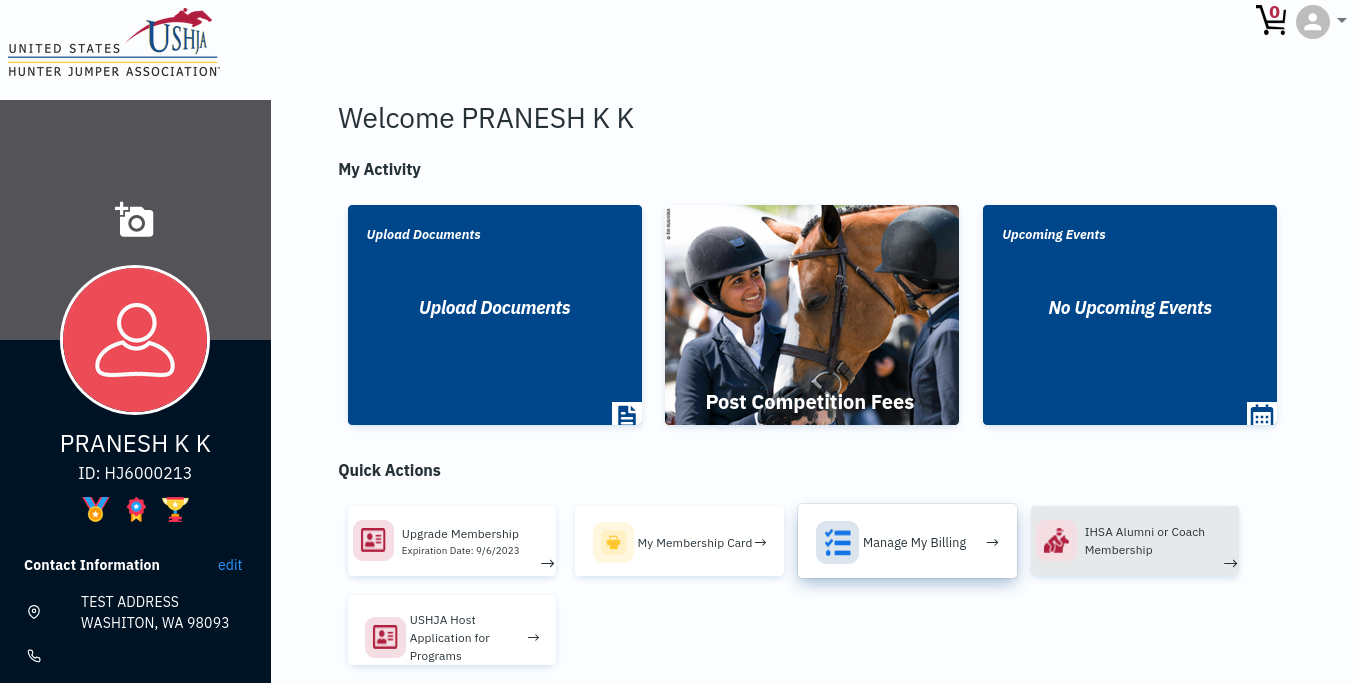 UNITED STATES
USHJA
HUNTER JUMPER ASSOCIATION
0
Welcome PRANESH K K
My Activity
Upload Documents
Upload Documents
Post Competition Fees
Upcoming Events
No Upcoming Events
PRANESH K K
ID: HJ6000213
Contact Information
edit
TEST ADDRESS
WASHITON, WA 98093
Quick Actions
Upgrade Membership
Expiration Date: 9/6/2023
My Membership Card
Manage My Billing
IHSA Alumni or Coach
Membership
USHJA Host
Application for
Programs